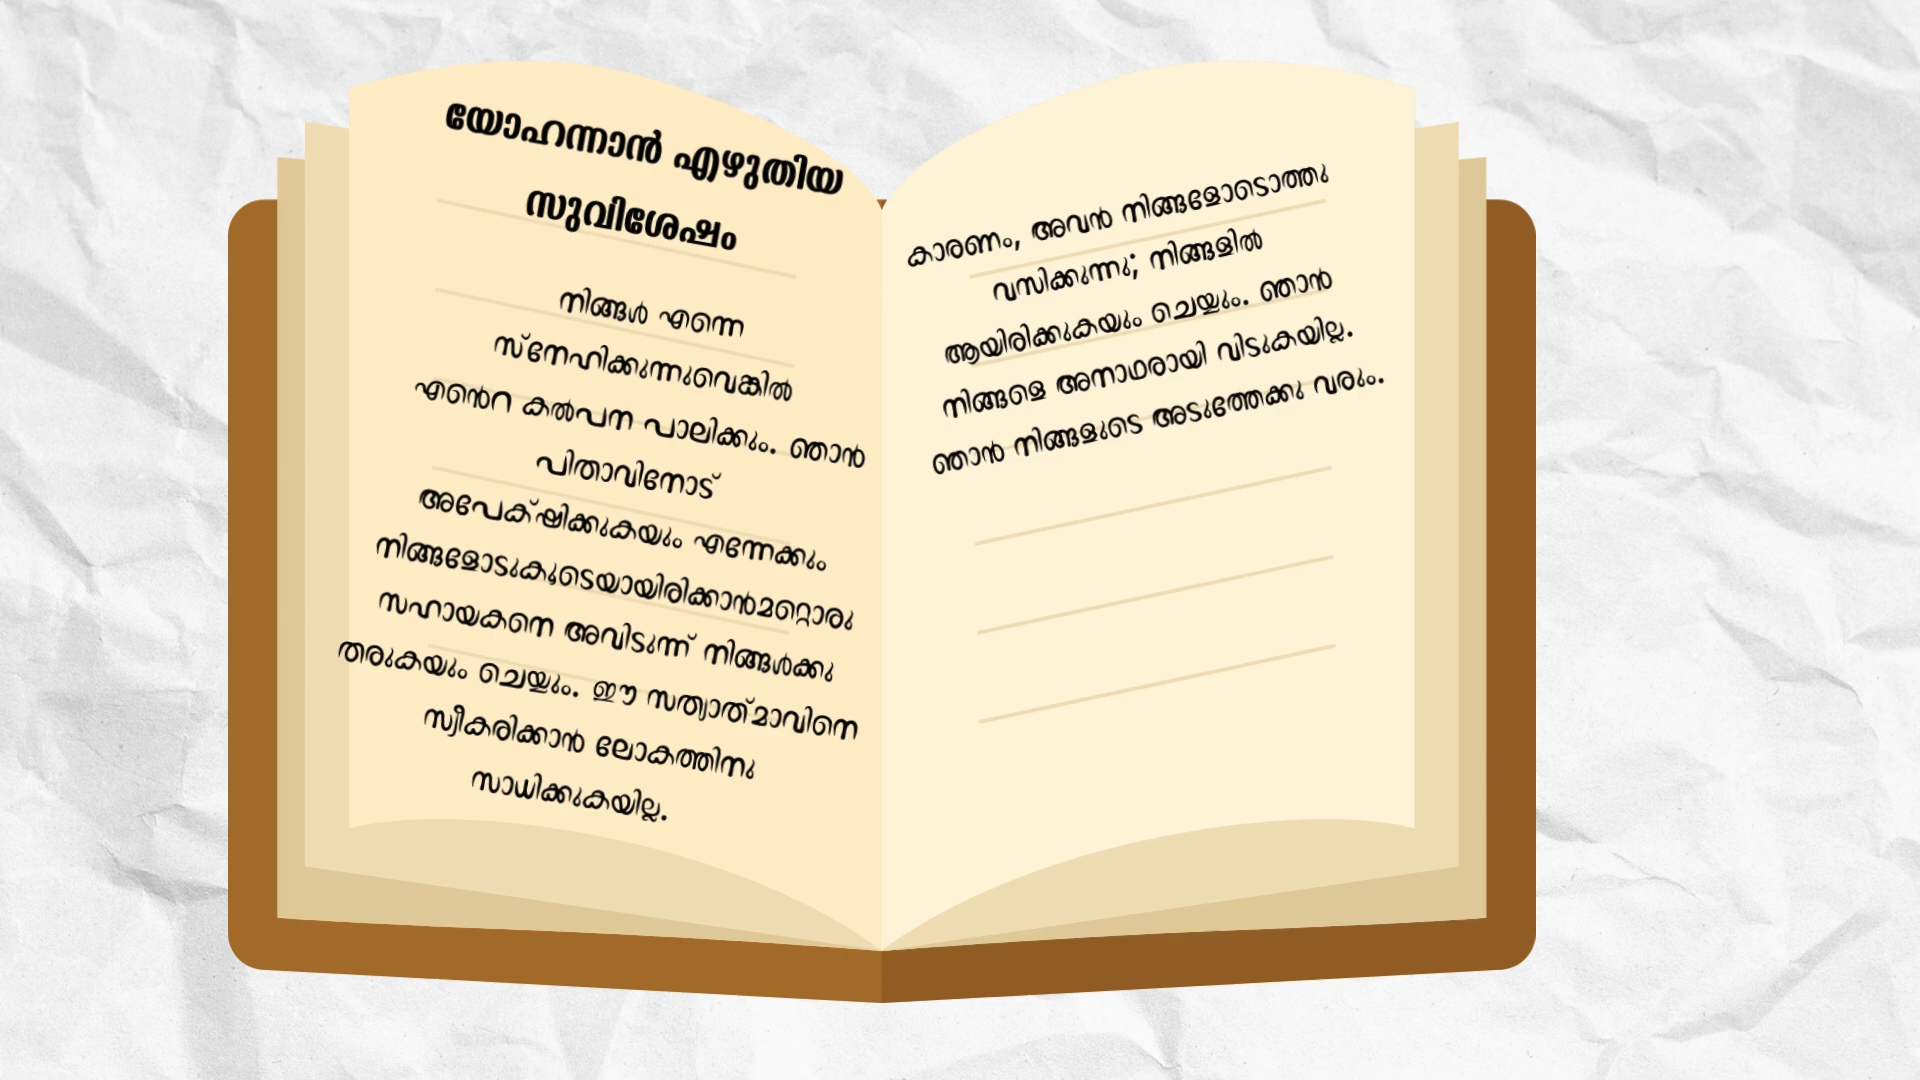 യോഹന്നാൻ എഴുതിയ
സുവിശേഷം
നിങ്ങൾ എന്നെ
സ്‌നേഹിക്കുന്നുവെങ്കിൽ
എൻെറ കൽപന പാലിക്കും. ഞാൻ
പിതാവിനോട്
അപേക്‌ഷിക്കുകയും എന്നേക്കും
നിങ്ങളോടുകൂടെയായിരിക്കാൻമറ്റൊരു
സഹായകനെ അവിടുന്ന് നിങ്ങൾക്കു
തരുകയും ചെയ്യും. ഈ സത്യാത്‌മാവിനെ
സ്വീകരിക്കാൻ ലോകത്തിനു
സാധിക്കുകയില്ല.
കാരണം, അവൻ നിങ്ങളോടൊത്തു
വസിക്കുന്നു; നിങ്ങളിൽ
ആയിരിക്കുകയും ചെയ്യും. ഞാൻ
നിങ്ങളെ അനാഥരായി വിടുകയില്ല.
ഞാൻ നിങ്ങളുടെ അടുത്തേക്കു വരും.